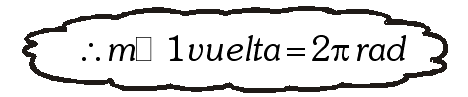 ∴ m□ 1vuelta = 2π rad